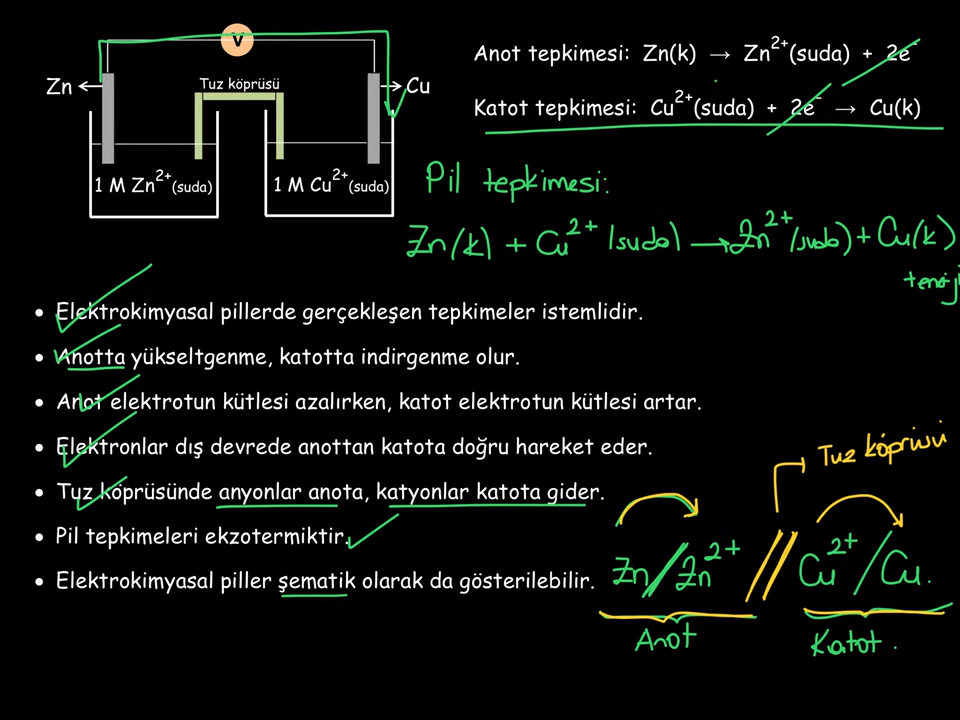 V
Zn
Tuz köprüsü
Cu
1 M Zn²⁺(suda)
1 M Cu²⁺(suda)
Anot tepkimesi: Zn(k) → Zn²⁺(suda) + 2e⁻
Katot tepkimesi: Cu²⁺(suda) + 2e⁻ → Cu(k)
Pil tepkimesi:
Zn(k) + Cu²⁺(suda) → Zn²⁺(suda) + Cu(k)
• Elektrokimyasal pillerde gerçekleşen tepkimeler istemlidir.
• Anotta yükseltgenme, katotta indirgenme olur.
• Anot elektrotun kütlesi azalırken, katot elektrotun kütlesi artar.
• Elektronlar dış devrede anottan katota doğru hareket eder.
• Tuz köprüsünde anyonlar anota, katyonlar katota gider.
• Pil tepkimeleri ekzotermiktir.
• Elektrokimyasal piller şematik olarak da gösterilebilir.
Tuz köprüsü
Zn/Zn²⁺ // Cu²⁺/Cu.
Anot
Katot.